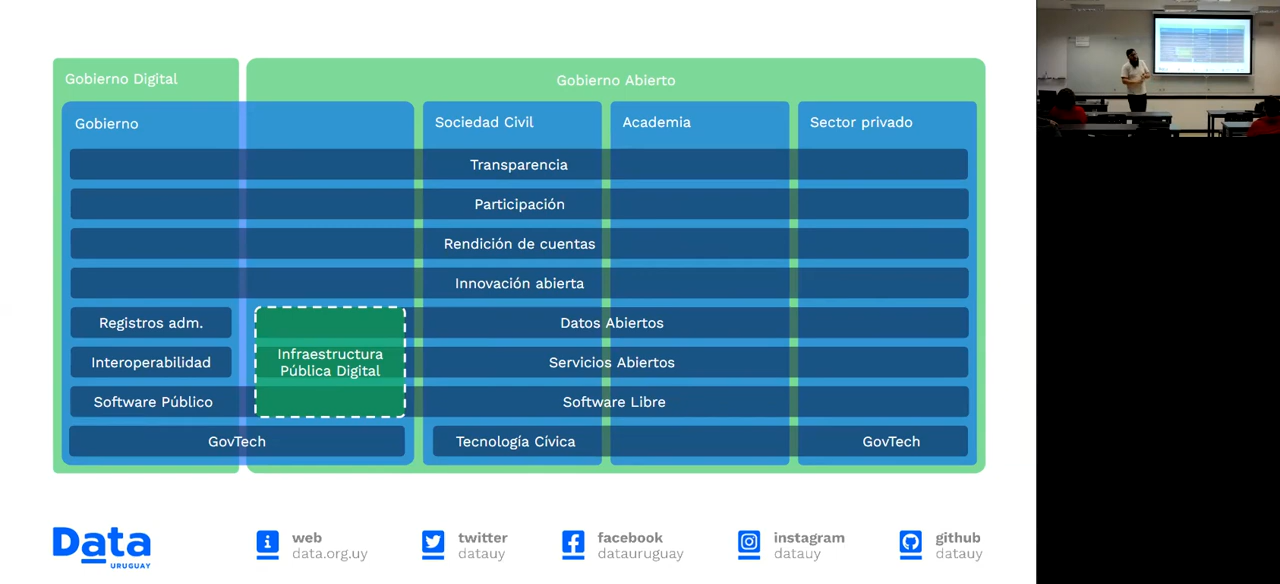 Gobierno Digital
Gobierno Abierto
Gobierno
Sociedad Civil
Academia
Sector privado
Transparencia
Participación
Rendición de cuentas
Innovación abierta
Registros adm.
Datos Abiertos
Interoperabilidad
Infraestructura
Pública Digital
Servicios Abiertos
Software Público
Software Libre
GovTech
Tecnología Cívica
GovTech
Data
URUGUAY
web
data.org.uy
twitter
datauy
facebook
datauruguay
instagram
datauy
github
datauy